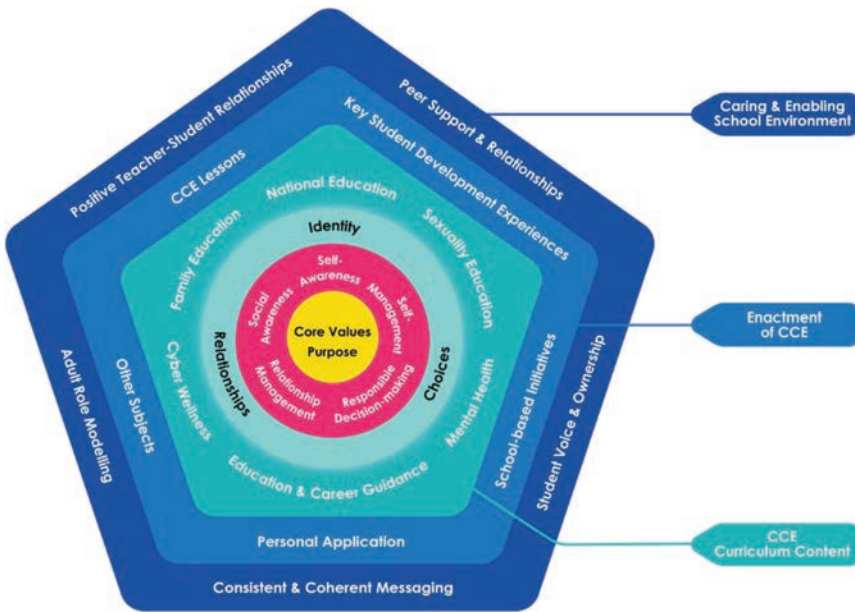 Positive Teacher-Student Relationships
Peer Support & Relationships
Caring & Enabling
School Environment
CCE Lessons
Key Student Development Experiences
National Education
Family Education
Sexuality Education
Identity
Self-
Awareness
Social
Awareness
Self-
Management
Core Values
Purpose
Enactment
of CCE
Relationships
Choices
Relationship
Management
Responsible
Decision-making
Cyber Wellness
Mental Health
Adult Role Modelling
Other Subjects
School-based Initiatives
Student Voice & Ownership
Education & Career Guidance
Personal Application
CCE
Curriculum Content
Consistent & Coherent Messaging